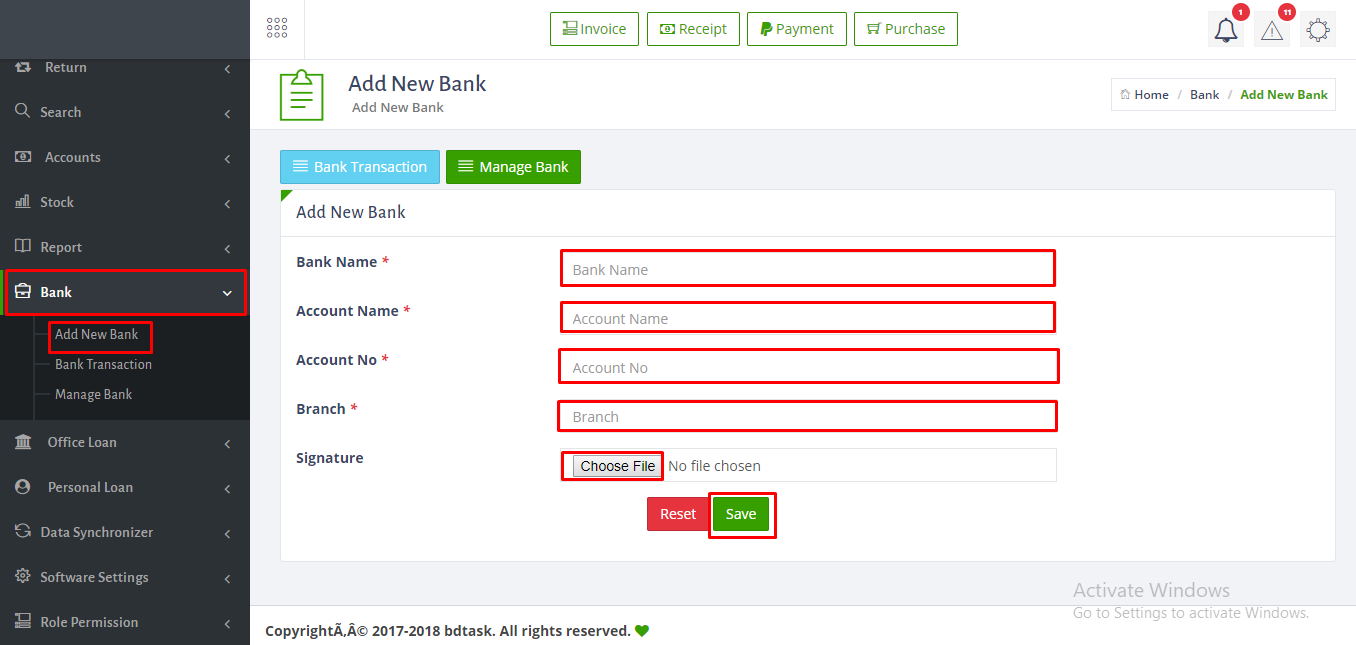 Invoice
Receipt
Payment
Purchase
1
11
Return
Search
Accounts
Stock
Report
Bank
Add New Bank
Bank Transaction
Manage Bank
Office Loan
Personal Loan
Data Synchronizer
Software Settings
Role Permission
Add New Bank
Add New Bank
Home / Bank / Add New Bank
Bank Transaction
Manage Bank
Add New Bank
Bank Name *
Bank Name
Account Name *
Account Name
Account No *
Account No
Branch *
Branch
Signature
Choose File No file chosen
Reset
Save
Activate Windows
Go to Settings to activate Windows.
CopyrightÃ,Â© 2017-2018 bdtask. All rights reserved.